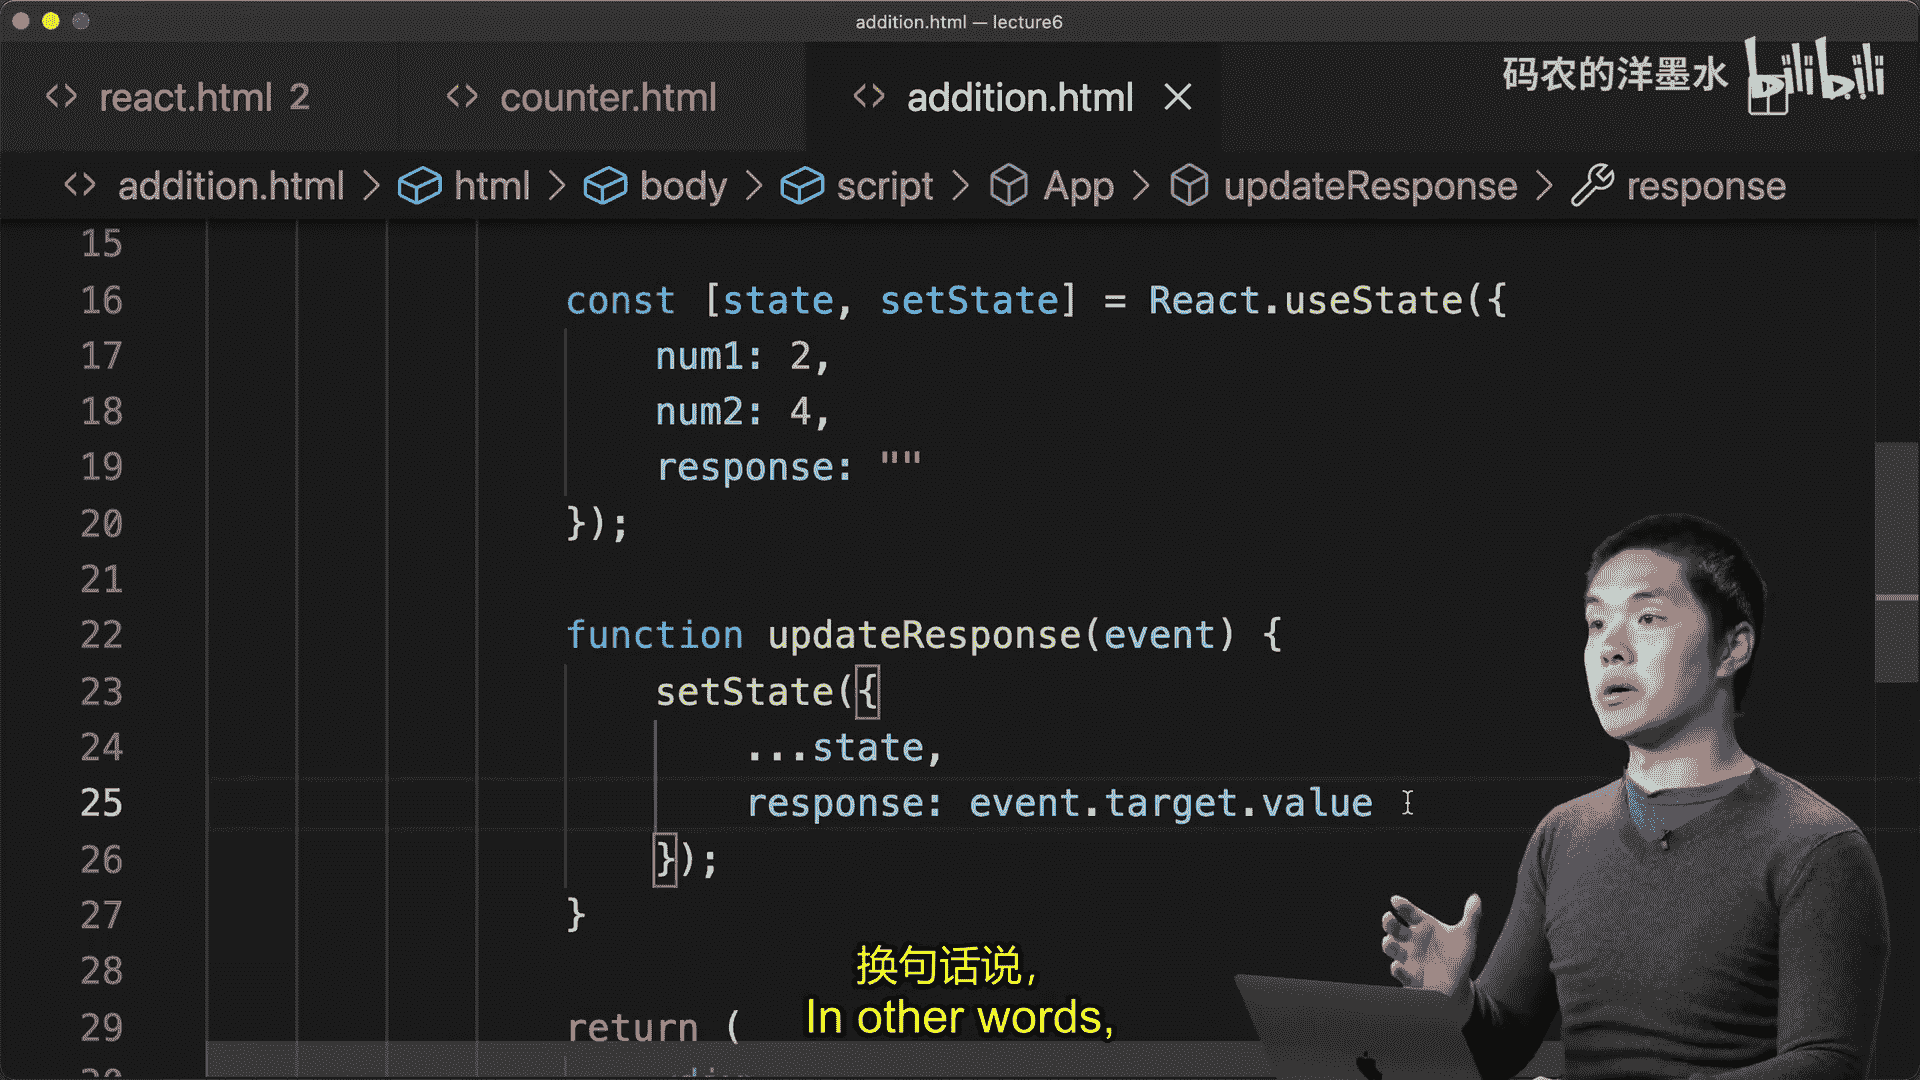 addition.html — lecture6
react.html 2
counter.html
addition.html
码农的洋墨水 bilibili
addition.html > html > body > script > App > updateResponse > response
15
16 const [state, setState] = React.useState({
17 num1: 2,
18 num2: 4,
19 response: ""
20 });
21
22 function updateResponse(event) {
23 setState({
24 ...state,
25 response: event.target.value
26 });
27 }
28
29 return (
换句话说，
In other words,